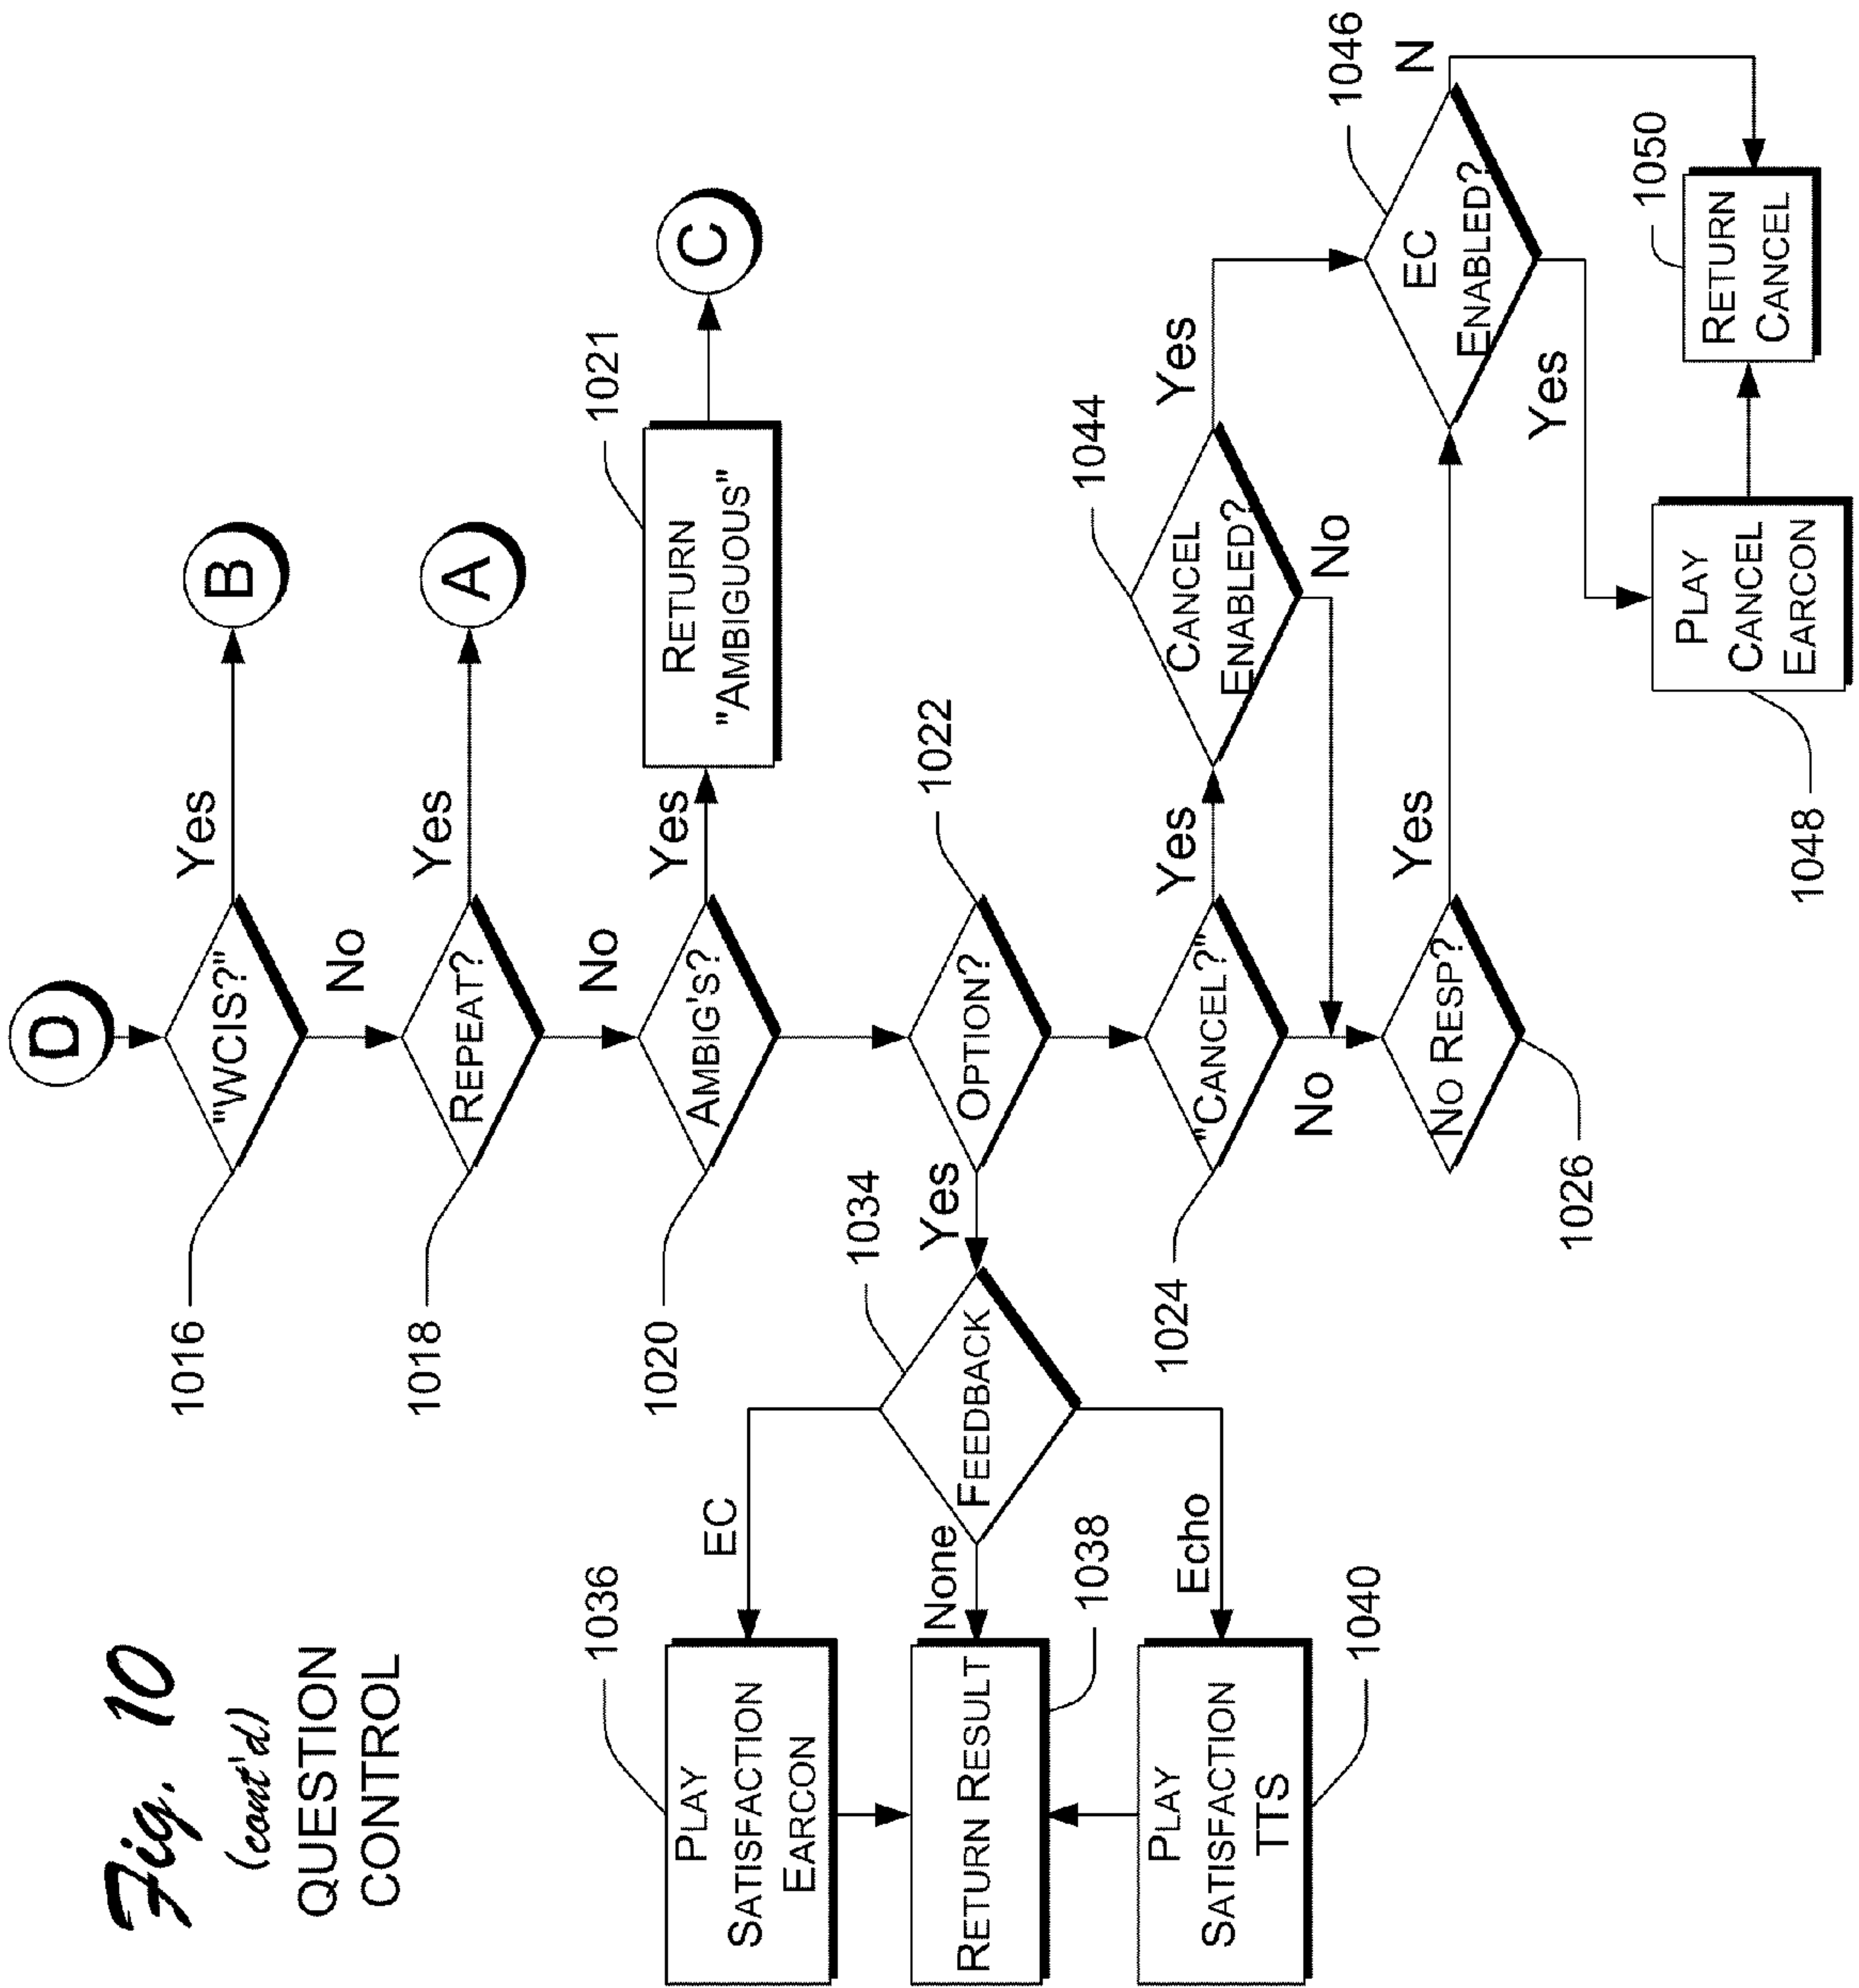 Fig. 10
(cont'd)
QUESTION
CONTROL
D
"WCIS?"
1016
Yes
B
No
REPEAT?
1018
Yes
A
No
AMBIG'S?
1020
Yes
RETURN
"AMBIGUOUS"
1021
C
OPTION?
1022
Yes
FEEDBACK
1034
EC
None
Echo
PLAY
SATISFACTION
EARCON
1036
RETURN RESULT
1038
PLAY
SATISFACTION
TTS
1040
"CANCEL?"
1024
Yes
No
CANCEL
ENABLED?
1044
Yes
No
NO RESP?
1026
Yes
EC
ENABLED?
1046
N
Yes
PLAY
CANCEL
EARCON
1048
RETURN
CANCEL
1050